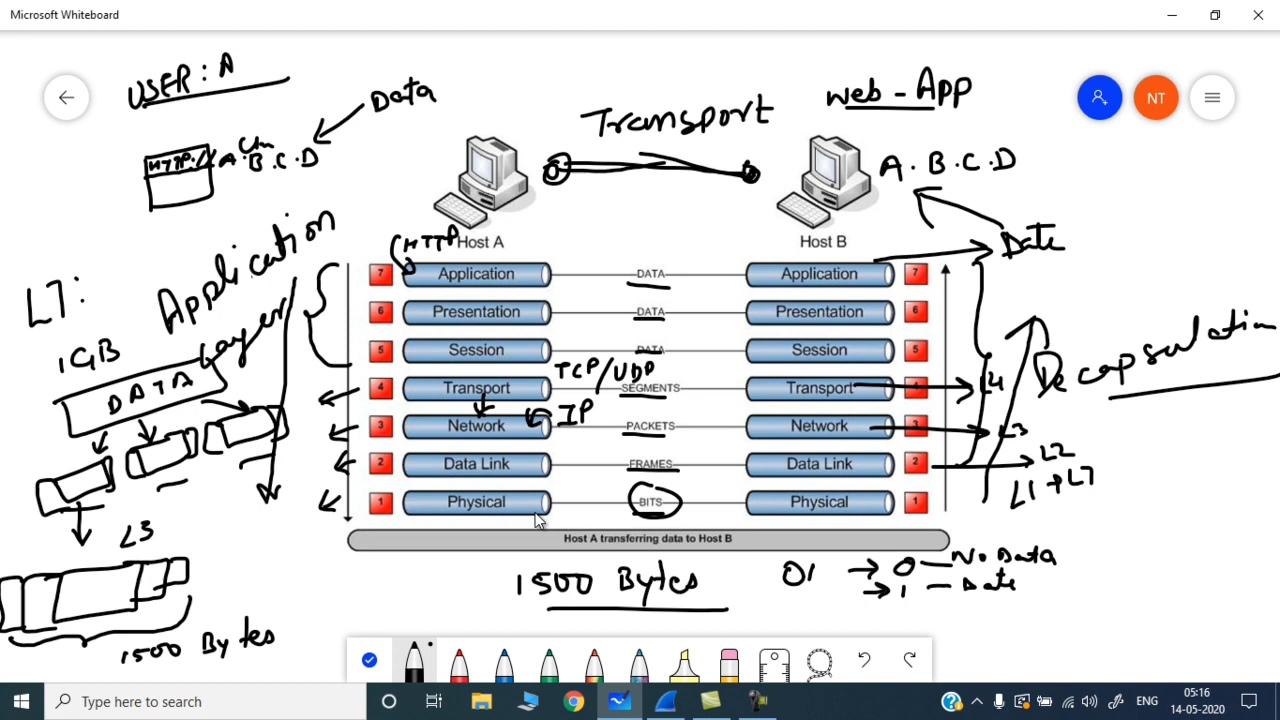 Microsoft Whiteboard
USER : A
Data
HTTP://A.B.C.D
Transport
web-App
A.B.C.D
NT
Host A
Host B
HTTP
Date
7 Application DATA Application 7
6 Presentation DATA Presentation 6
5 Session DATA Session 5
TCP/UDP
4 Transport SEGMENTS Transport 4
IP
3 Network PACKETS Network 3
2 Data Link FRAMES Data Link 2
1 Physical BITS Physical 1
Host A transferring data to Host B
L7:
Application
Layer
1GB
DATA
L3
1500 Bytes
Decapsulation
L4
L3
L2
L1 → L7
1500 Bytes
01 → 0 — No Data
→ 1 — Date
Type here to search
ENG
05:16
14-05-2020